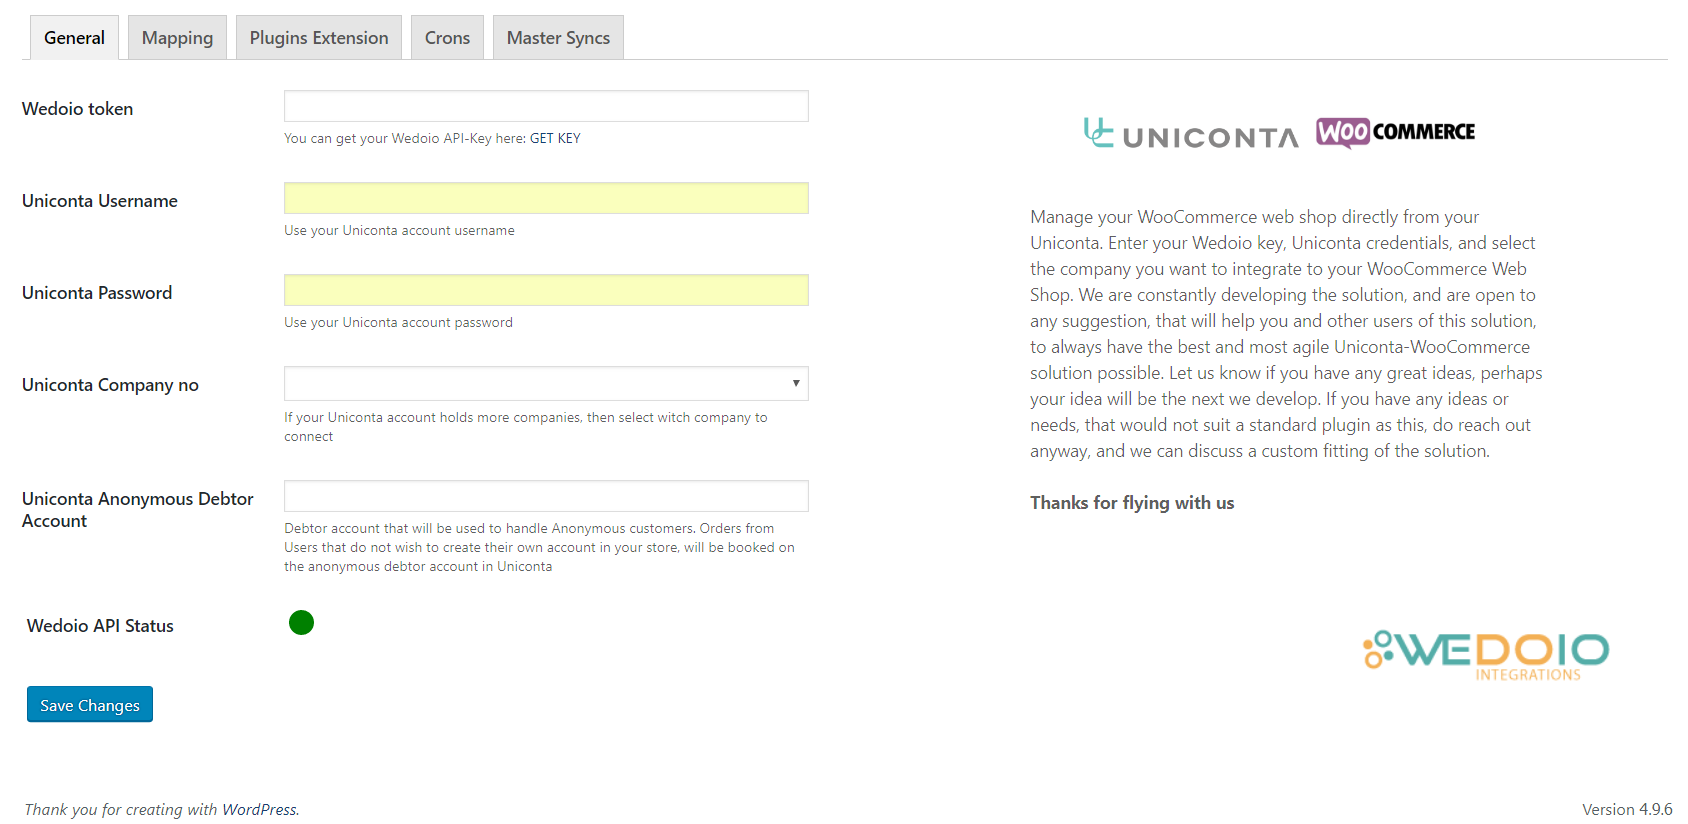 General
Mapping
Plugins Extension
Crons
Master Syncs
Wedoio token
You can get your Wedoio API-Key here: GET KEY
Uniconta Username
Use your Uniconta account username
Uniconta Password
Use your Uniconta account password
Uniconta Company no
If your Uniconta account holds more companies, then select witch company to
connect
Uniconta Anonymous Debtor
Account
Debtor account that will be used to handle Anonymous customers. Orders from
Users that do not wish to create their own account in your store, will be booked on
the anonymous debtor account in Uniconta
Wedoio API Status
Save Changes
UNICONTA
WOO COMMERCE
Manage your WooCommerce web shop directly from your
Uniconta. Enter your Wedoio key, Uniconta credentials, and select
the company you want to integrate to your WooCommerce Web
Shop. We are constantly developing the solution, and are open to
any suggestion, that will help you and other users of this solution,
to always have the best and most agile Uniconta-WooCommerce
solution possible. Let us know if you have any great ideas, perhaps
your idea will be the next we develop. If you have any ideas or
needs, that would not suit a standard plugin as this, do reach out
anyway, and we can discuss a custom fitting of the solution.
Thanks for flying with us
WEDOIO
INTEGRATIONS
Thank you for creating with WordPress.
Version 4.9.6